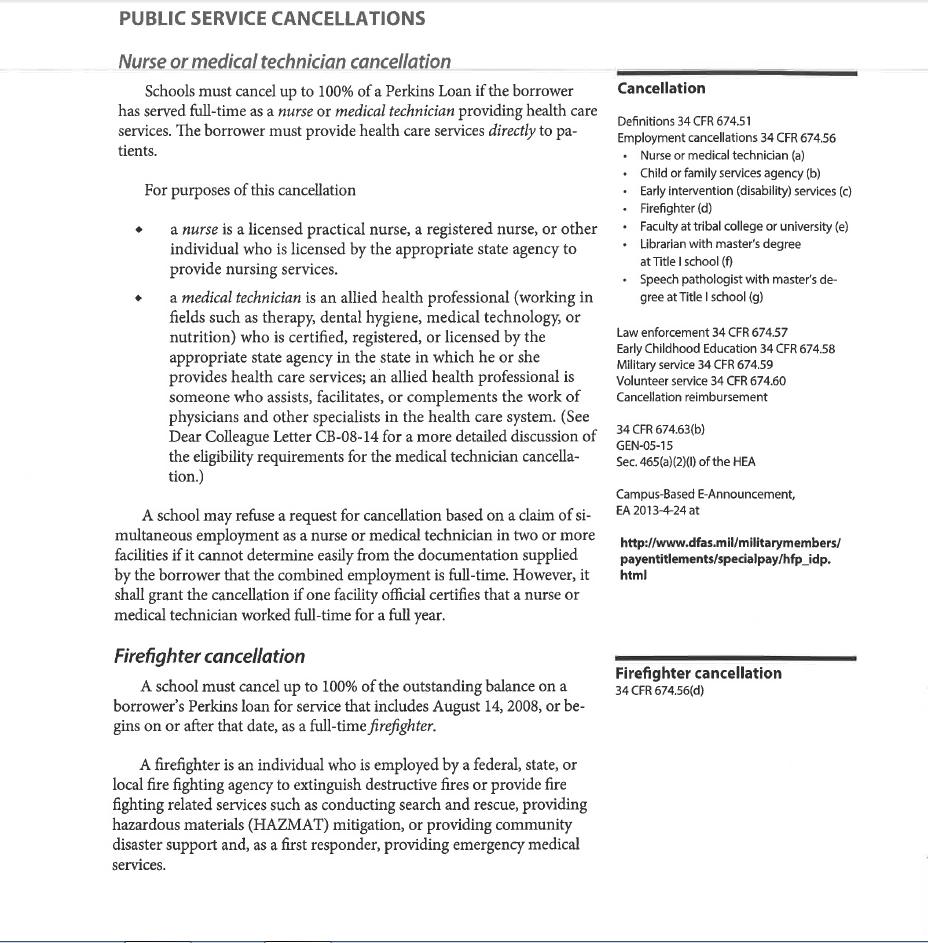 PUBLIC SERVICE CANCELLATIONS
Nurse or medical technician cancellation
Schools must cancel up to 100% of a Perkins Loan if the borrower
has served full-time as a nurse or medical technician providing health care
services. The borrower must provide health care services directly to pa-
tients.
For purposes of this cancellation
◆ a nurse is a licensed practical nurse, a registered nurse, or other
individual who is licensed by the appropriate state agency to
provide nursing services.
◆ a medical technician is an allied health professional (working in
fields such as therapy, dental hygiene, medical technology, or
nutrition) who is certified, registered, or licensed by the
appropriate state agency in the state in which he or she
provides health care services; an allied health professional is
someone who assists, facilitates, or complements the work of
physicians and other specialists in the health care system. (See
Dear Colleague Letter CB-08-14 for a more detailed discussion of
the eligibility requirements for the medical technician cancella-
tion.)
A school may refuse a request for cancellation based on a claim of si-
multaneous employment as a nurse or medical technician in two or more
facilities if it cannot determine easily from the documentation supplied
by the borrower that the combined employment is full-time. However, it
shall grant the cancellation if one facility official certifies that a nurse or
medical technician worked full-time for a full year.
Firefighter cancellation
A school must cancel up to 100% of the outstanding balance on a
borrower's Perkins loan for service that includes August 14, 2008, or be-
gins on or after that date, as a full-time firefighter.
A firefighter is an individual who is employed by a federal, state, or
local fire fighting agency to extinguish destructive fires or provide fire
fighting related services such as conducting search and rescue, providing
hazardous materials (HAZMAT) mitigation, or providing community
disaster support and, as a first responder, providing emergency medical
services.
Cancellation
Definitions 34 CFR 674.51
Employment cancellations 34 CFR 674.56
• Nurse or medical technician (a)
• Child or family services agency (b)
• Early intervention (disability) services (c)
• Firefighter (d)
• Faculty at tribal college or university (e)
• Librarian with master's degree
at Title I school (f)
• Speech pathologist with master's de-
gree at Title I school (g)
Law enforcement 34 CFR 674.57
Early Childhood Education 34 CFR 674.58
Military service 34 CFR 674.59
Volunteer service 34 CFR 674.60
Cancellation reimbursement
34 CFR 674.63(b)
GEN-05-15
Sec. 465(a)(2)(I) of the HEA
Campus-Based E-Announcement,
EA 2013-4-24 at
http://www.dfas.mil/militarymembers/
payentitlements/specialpay/hfp_idp.
html
Firefighter cancellation
34 CFR 674.56(d)